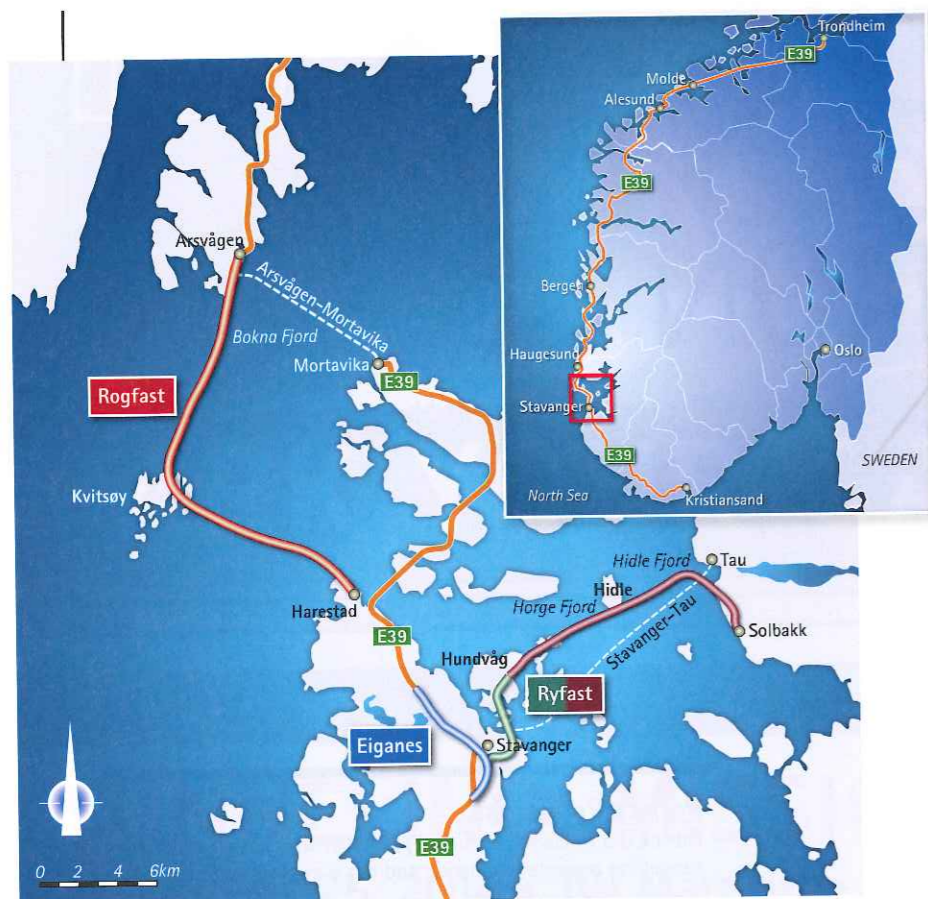 Trondheim
E39
Molde
Alesund
E39
Bergen
Haugesund
Oslo
Stavanger
E39
SWEDEN
North Sea
Kristiansand
Arsvågen
Arsvågen-Mortavika
Bokna Fjord
Mortavika
E39
Rogfast
Kvitsøy
Harestad
Hidle Fjord
Tau
Hidle
Horge Fjord
Stavanger-Tau
Solbakk
E39
Hundvåg
Ryfast
Eiganes
Stavanger
E39
0 2 4 6km